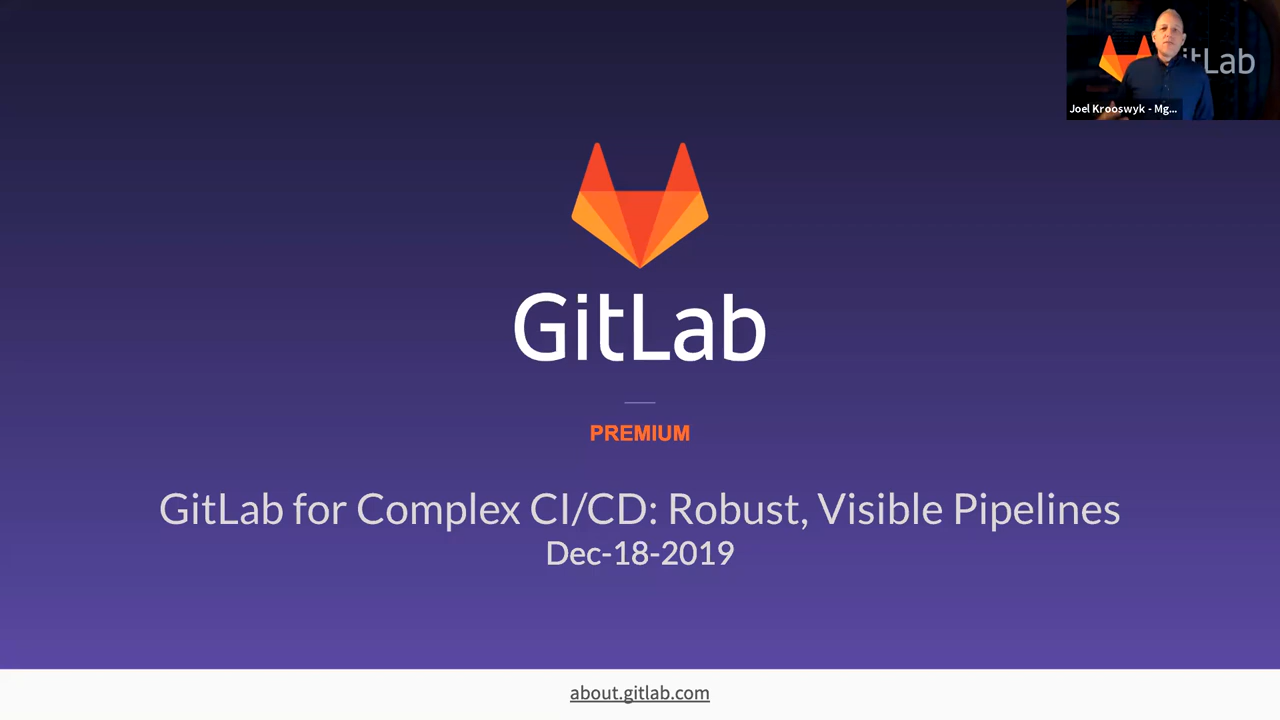 itLab
Joel Krooswyk - Mg...
GitLab
PREMIUM
GitLab for Complex CI/CD: Robust, Visible Pipelines
Dec-18-2019
about.gitlab.com